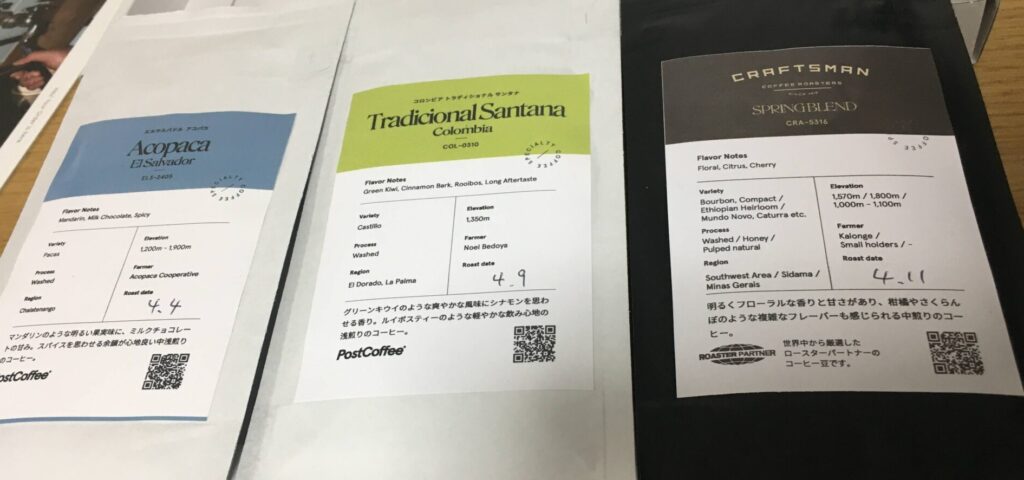 エルサルバドル アコパカ
Acopaca
El Salvador
ELS-2405
SPECIALTY COFFEE
Flavor Notes
Mandarin, Milk Chocolate, Spicy
Variety
Pacas
Elevation
1,200m - 1,900m
Process
Washed
Farmer
Acopaca Cooperative
Region
Chalatenango
Roast date
4.4
マンダリンのような明るい果実味に、ミルクチョコレー
トの甘み。スパイスを思わせる余韻が心地良い中浅煎り
のコーヒー。
PostCoffee
コロンビア トラディショナル サンタナ
Tradicional Santana
Colombia
COL-0310
SPECIALTY COFFEE
Flavor Notes
Green Kiwi, Cinnamon Bark, Rooibos, Long Aftertaste
Variety
Castillo
Elevation
1,350m
Process
Washed
Farmer
Noel Bedoya
Region
El Dorado, La Palma
Roast date
4.9
グリーンキウイのような爽やかな風味にシナモンを思わ
せる香り。ルイボスティーのような軽やかな飲み心地の
浅煎りのコーヒー。
PostCoffee
CRAFTSMAN
COFFEE ROASTERS
SPRING BLEND
CRA-5316
Flavor Notes
Floral, Citrus, Cherry
Variety
Bourbon, Compact /
Ethiopian Heirloom /
Mundo Novo, Caturra etc.
Elevation
1,570m / 1,800m /
1,000m - 1,100m
Process
Washed / Honey /
Pulped natural
Farmer
Kalonge /
Small holders / -
Region
Southwest Area / Sidama /
Minas Gerais
Roast date
4.11
明るくフローラルな香りと甘さがあり、柑橘やさくらん
ぼのような複雑なフレーバーも感じられる中煎りのコー
ヒー。
ROASTER PARTNER
世界中から厳選した
ロースターパートナーの
コーヒー豆です。